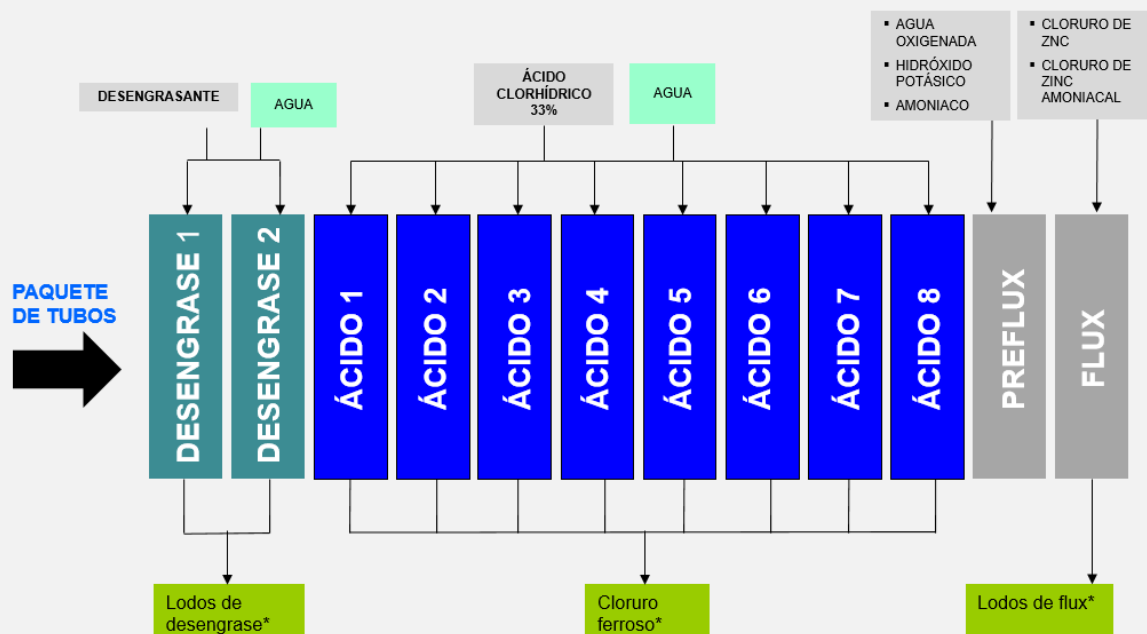 ▪ AGUA
OXIGENADA
▪ HIDRÓXIDO
POTÁSICO
▪ AMONIACO
▪ CLORURO DE
ZNC
▪ CLORURO DE
ZINC
AMONIACAL
DESENGRASANTE
AGUA
ÁCIDO
CLORHÍDRICO
33%
AGUA
PAQUETE
DE TUBOS
DESENGRASE 1
DESENGRASE 2
ÁCIDO 1
ÁCIDO 2
ÁCIDO 3
ÁCIDO 4
ÁCIDO 5
ÁCIDO 6
ÁCIDO 7
ÁCIDO 8
PREFLUX
FLUX
Lodos de
desengrase*
Cloruro
ferroso*
Lodos de flux*